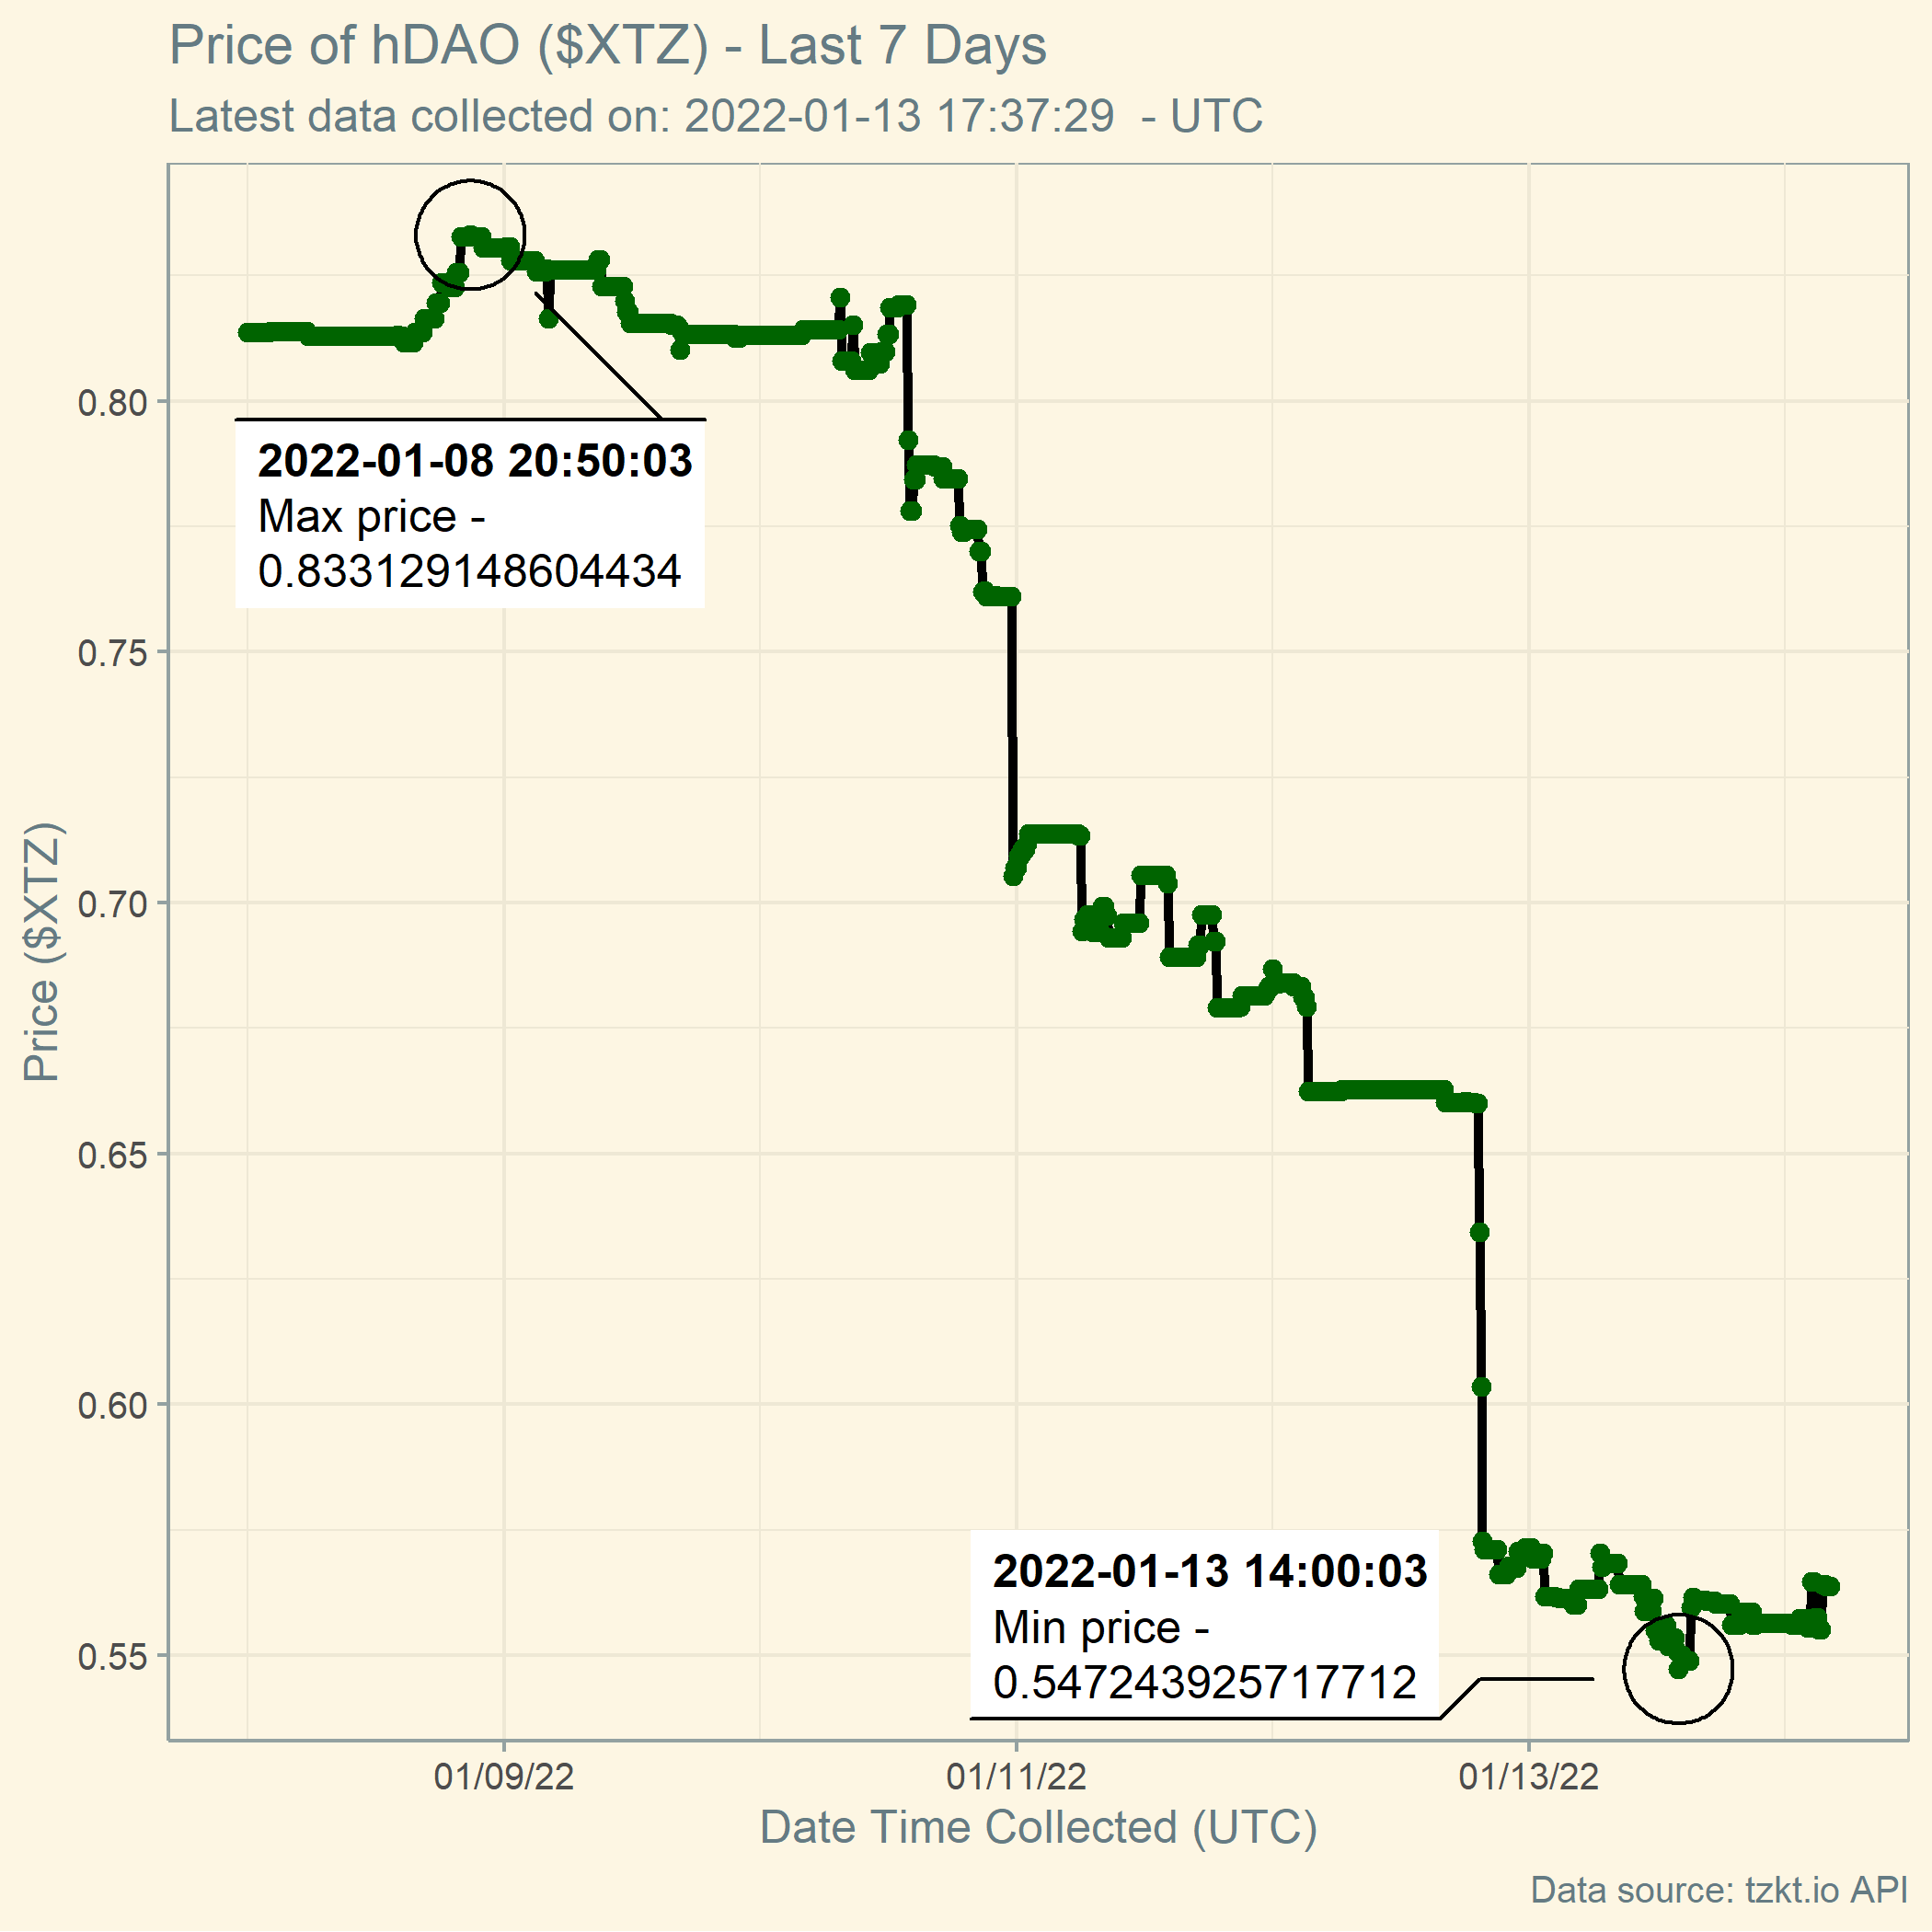 Price of hDAO ($XTZ) - Last 7 Days
Latest data collected on: 2022-01-13 17:37:29  - UTC
Price ($XTZ)
0.80
0.75
0.70
0.65
0.60
0.55
2022-01-08 20:50:03
Max price -
0.833129148604434
2022-01-13 14:00:03
Min price -
0.547243925717712
01/09/22
01/11/22
01/13/22
Date Time Collected (UTC)
Data source: tzkt.io API